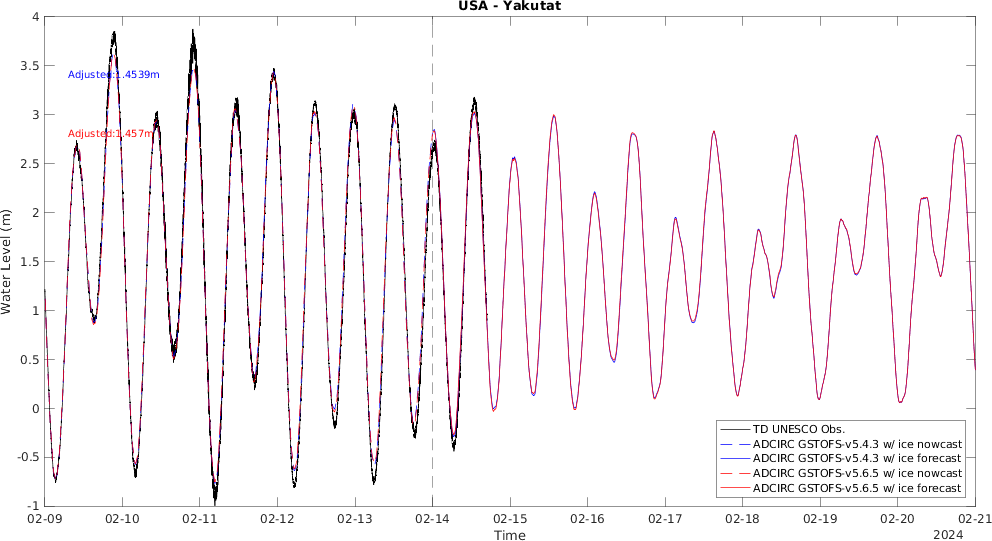 USA - Yakutat
4
3.5
3
2.5
2
1.5
1
0.5
0
-0.5
-1
Water Level (m)
Adjusted:1.4539m
Adjusted:1.457m
TD UNESCO Obs.
ADCIRC GSTOFS-v5.4.3 w/ ice nowcast
ADCIRC GSTOFS-v5.4.3 w/ ice forecast
ADCIRC GSTOFS-v5.6.5 w/ ice nowcast
ADCIRC GSTOFS-v5.6.5 w/ ice forecast
02-09 02-10 02-11 02-12 02-13 02-14 02-15 02-16 02-17 02-18 02-19 02-20 02-21
Time
2024